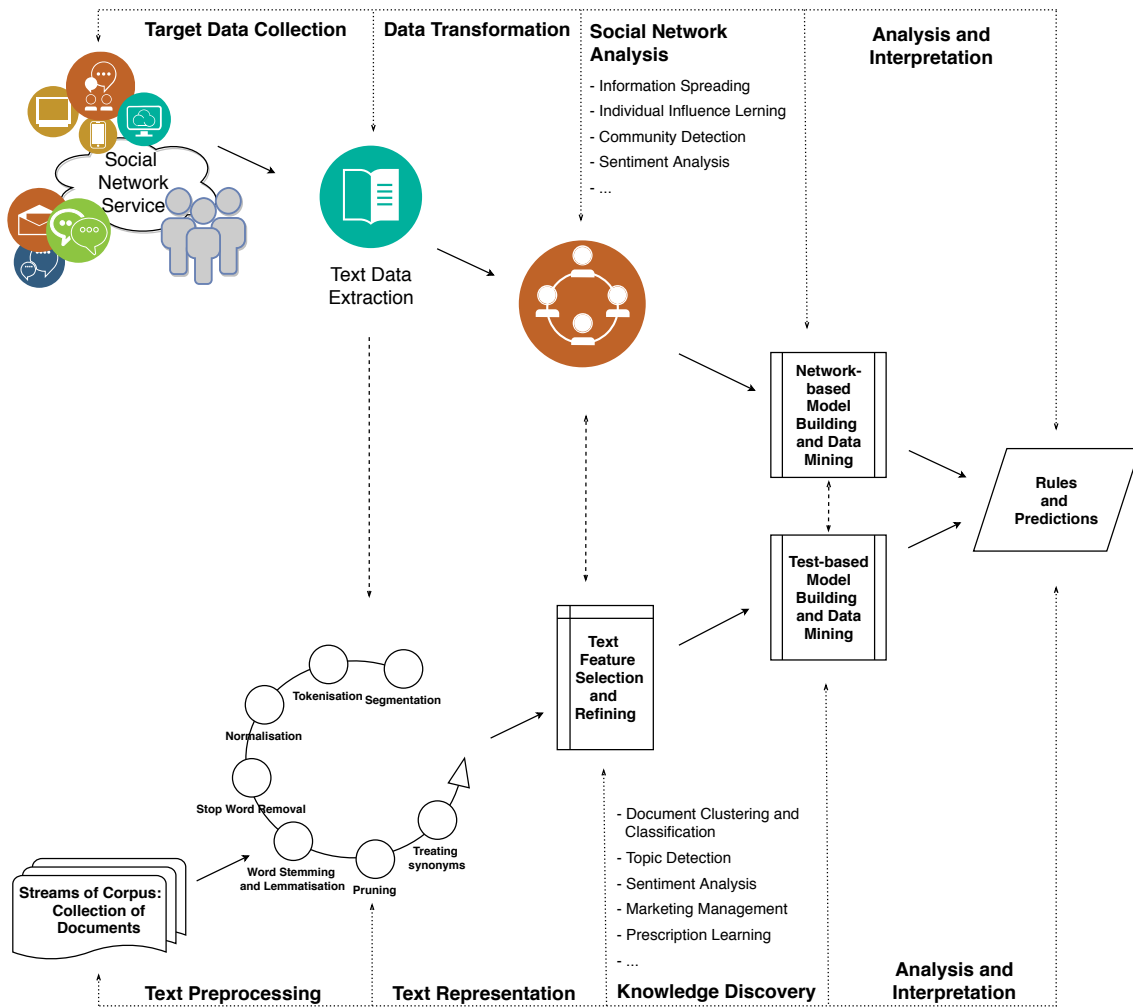 Target Data Collection
Data Transformation
Social Network
Analysis
- Information Spreading
- Individual Influence Lerning
- Community Detection
- Sentiment Analysis
- ...
Analysis and
Interpretation
Social
Network
Service
Text Data
Extraction
Network-
based
Model
Building
and Data
Mining
Rules
and
Predictions
Test-based
Model
Building
and Data
Mining
Text
Feature
Selection
and
Refining
Segmentation
Tokenisation
Normalisation
Stop Word Removal
Word Stemming
and Lemmatisation
Pruning
Treating
synonyms
Streams of Corpus:
Collection of
Documents
- Document Clustering and
Classification
- Topic Detection
- Sentiment Analysis
- Marketing Management
- Prescription Learning
- ...
Text Preprocessing
Text Representation
Knowledge Discovery
Analysis and
Interpretation